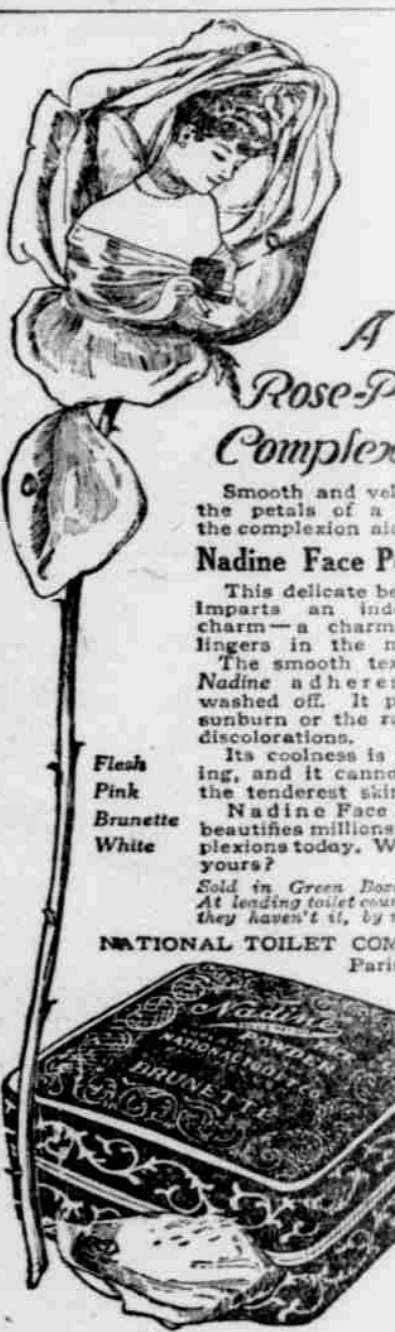 A
Rose-P
Complex
Smooth and vel
the petals of a
the complexion aid
Nadine Face P
This delicate be
imparts an inde
charm—a charm
lingers in the m
The smooth tex
Nadine adheres
washed off. It p
sunburn or the r
discolorations.
Its coolness is
ing, and it canno
the tenderest skin
Nadine Face
beautifies millions
plexions today. W
yours?
Sold in Green Box
At leading toilet coun
they haven't it, by
NATIONAL TOILET COM
Pari
Flesh
Pink
Brunette
White
Nadine
POWDER
NATIONAL TOILET CO.
BRUNETTE